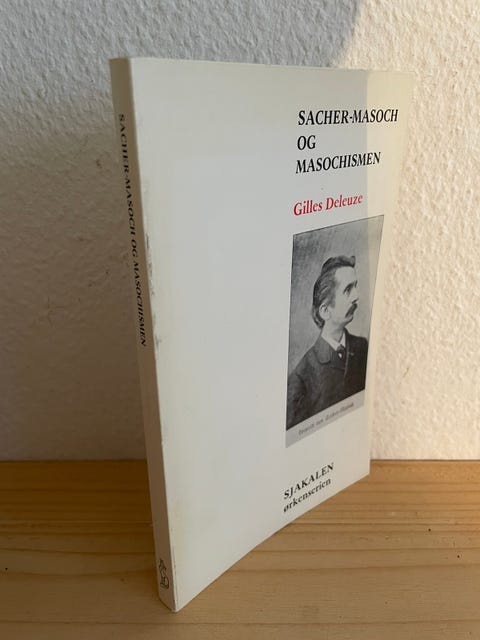 SACHER-MASOCH
OG
MASOCHISMEN
Gilles Deleuze
SJAKALEN
ørkenserien
SACHER-MASOCH OG MASOCHISMEN